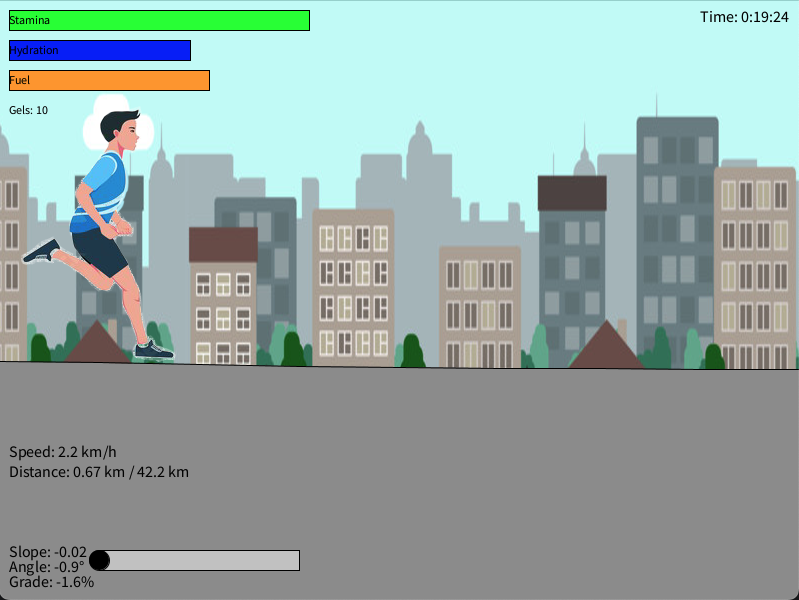 Stamina
Time: 0:19:24
Hydration
Fuel
Gels: 10
Speed: 2.2 km/h
Distance: 0.67 km / 42.2 km
Slope: -0.02
Angle: -0.9°
Grade: -1.6%